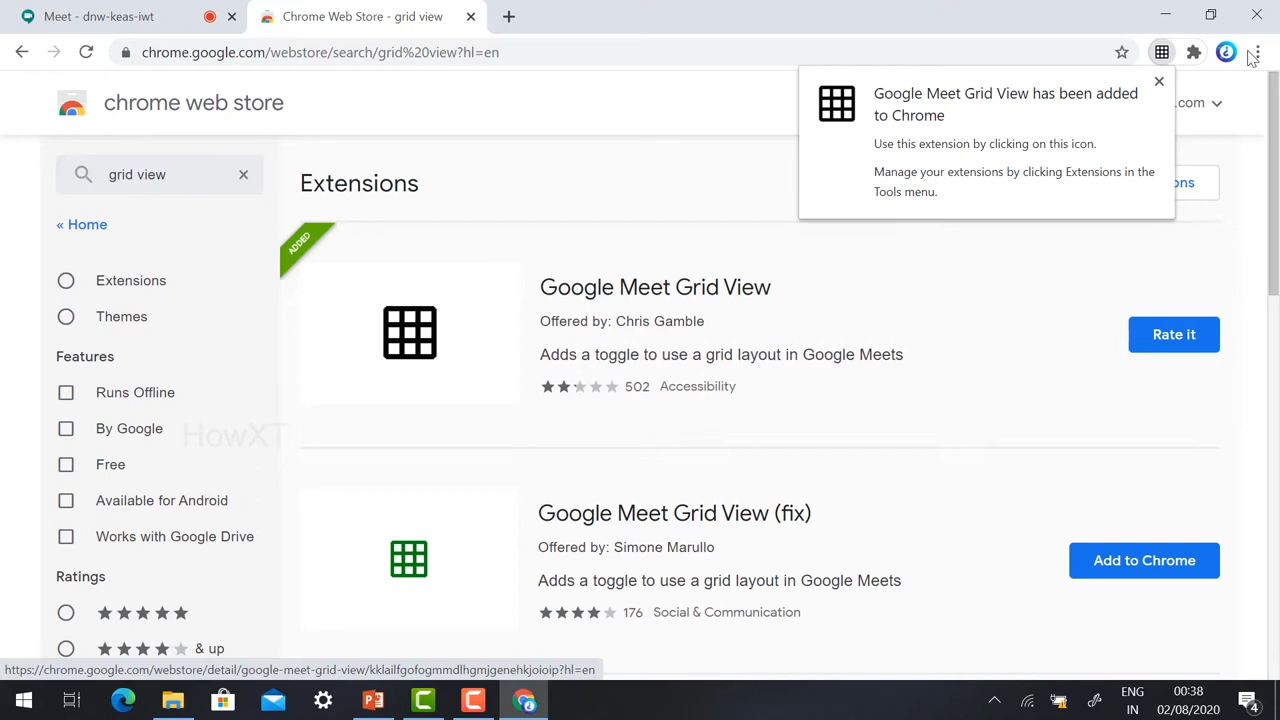 Meet - dnw-keas-iwt
Chrome Web Store - grid view
chrome.google.com/webstore/search/grid%20view?hl=en
chrome web store
.com
Google Meet Grid View has been added
to Chrome
Use this extension by clicking on this icon.
Manage your extensions by clicking Extensions in the
Tools menu.
grid view
« Home
Extensions
Themes
Features
Runs Offline
By Google
Free
Available for Android
Works with Google Drive
Ratings
& up
Extensions
ons
ADDED
Google Meet Grid View
Offered by: Chris Gamble
Adds a toggle to use a grid layout in Google Meets
502 Accessibility
Rate it
HowXT
Google Meet Grid View (fix)
Offered by: Simone Marullo
Adds a toggle to use a grid layout in Google Meets
176 Social & Communication
Add to Chrome
https://chrome.google.com/webstore/detail/google-meet-grid-view/kklailfgofogmmdlhgmjgenehkjoioip?hl=en
ENG
IN
00:38
02/08/2020
4